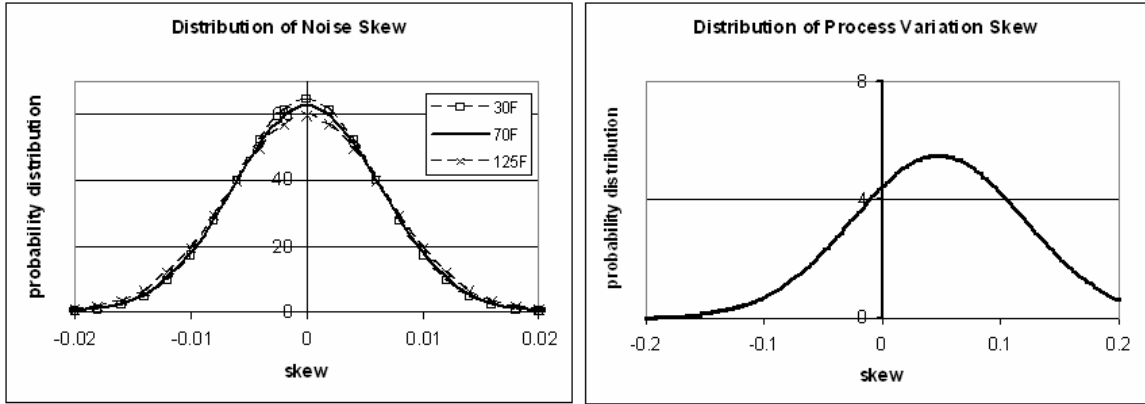 Distribution of Noise Skew
probability distribution
40
20
0
-0.02
-0.01
0
0.01
0.02
skew
30F
70F
125F
Distribution of Process Variation Skew
probability distribution
8
4
0
-0.2
-0.1
0
0.1
0.2
skew